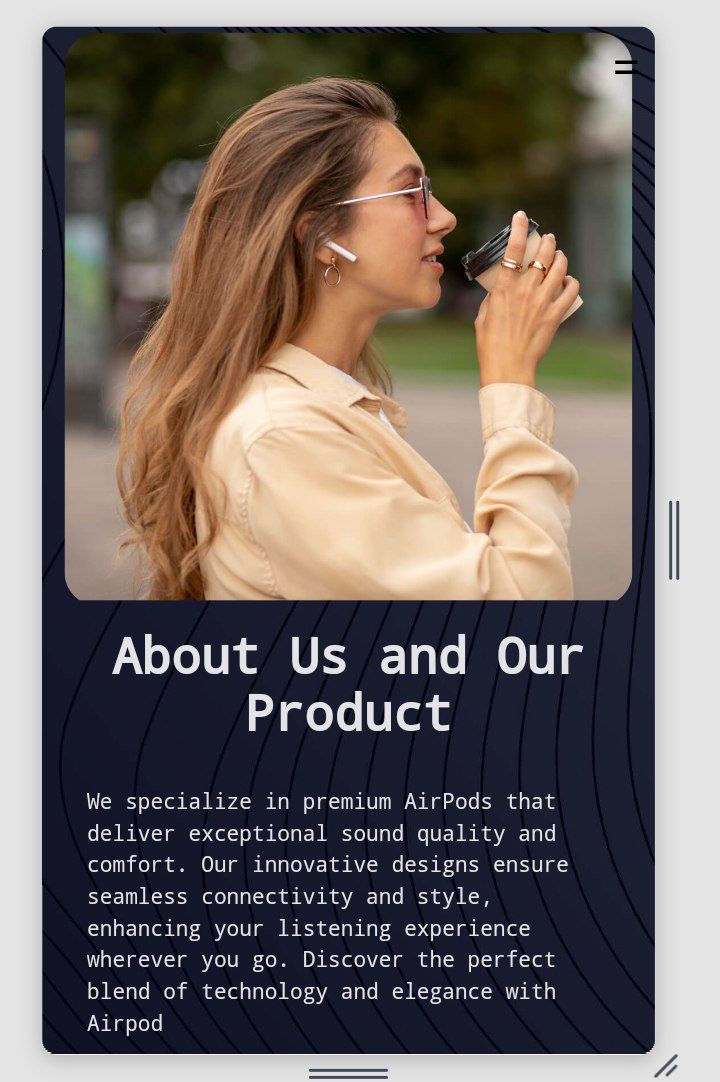 About Us and Our
Product
We specialize in premium AirPods that
deliver exceptional sound quality and
comfort. Our innovative designs ensure
seamless connectivity and style,
enhancing your listening experience
wherever you go. Discover the perfect
blend of technology and elegance with
Airpod